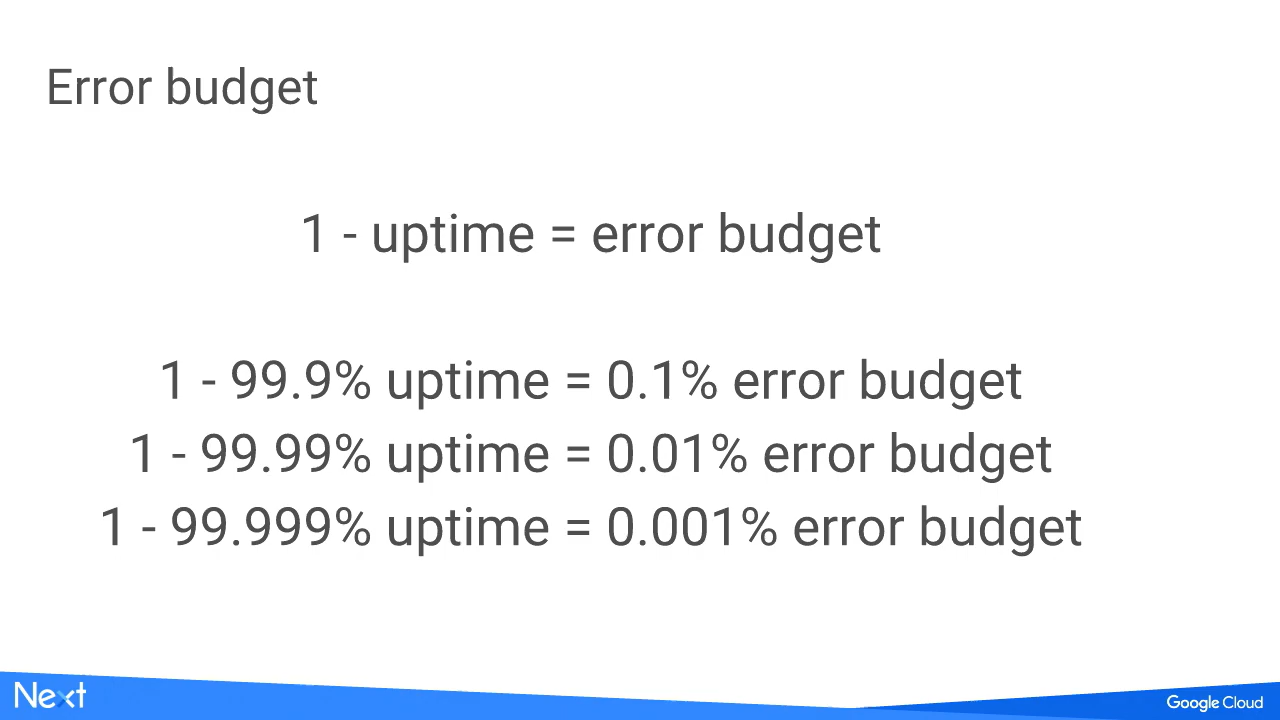 Error budget
1 - uptime = error budget
1 - 99.9% uptime = 0.1% error budget
1 - 99.99% uptime = 0.01% error budget
1 - 99.999% uptime = 0.001% error budget
Next
Google Cloud